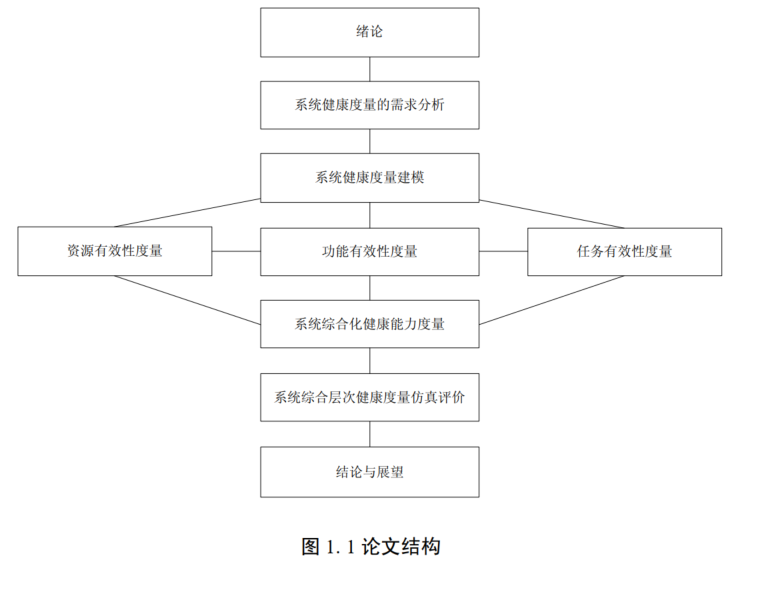 绪论
系统健康度量的需求分析
系统健康度量建模
资源有效性度量
功能有效性度量
任务有效性度量
系统综合化健康能力度量
系统综合层次健康度量仿真评价
结论与展望
图 1.1 论文结构